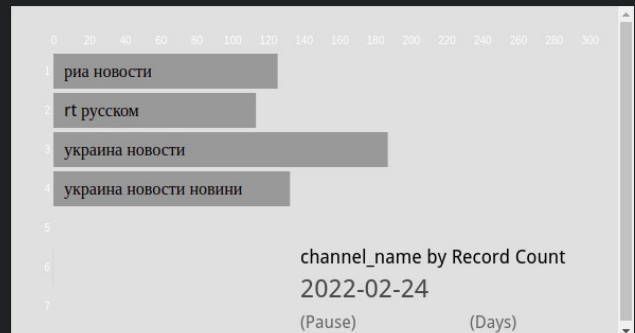 0 20 40 60 80 100 120 140 160 180 200 220 240 260 280 300
1 риа новости
2 rt русском
3 украина новости
4 украина новости новини
5
6
7
channel_name by Record Count
2022-02-24
(Pause) (Days)